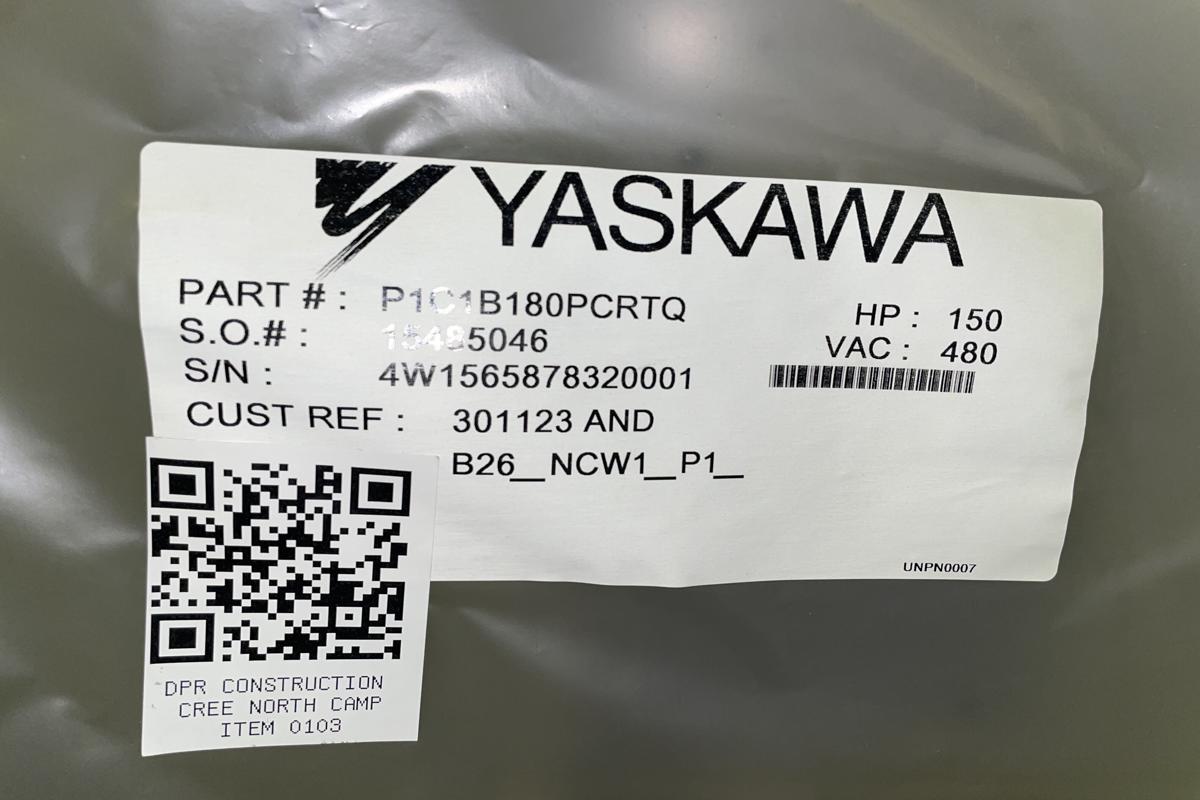 YASKAWA
PART # : P1C1B180PCRTQ
HP : 150
S.O.# : 15485046
VAC : 480
S/N : 4W1565878320001
CUST REF : 301123 AND
B26__NCW1__P1__
UNPN0007
DPR CONSTRUCTION
CREE NORTH CAMP
ITEM 0103